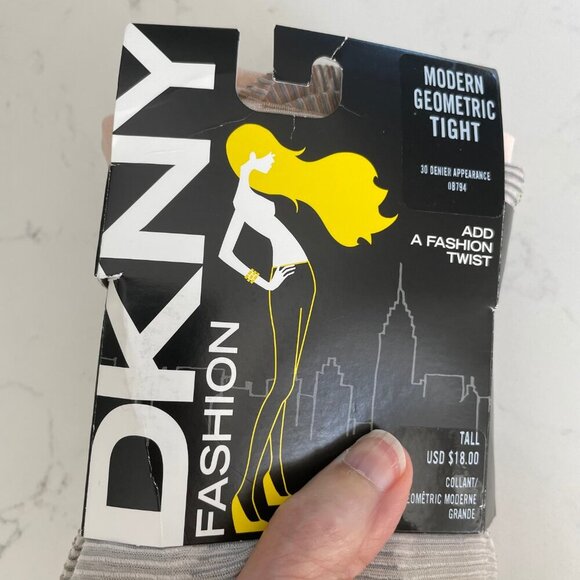 DKNY
FASHION
MODERN
GEOMETRIC
TIGHT
30 DENIER APPEARANCE
0B794
ADD
A FASHION
TWIST
TALL
USD $18.00
COLLANT/
OMÉTRIC MODERNE
GRANDE